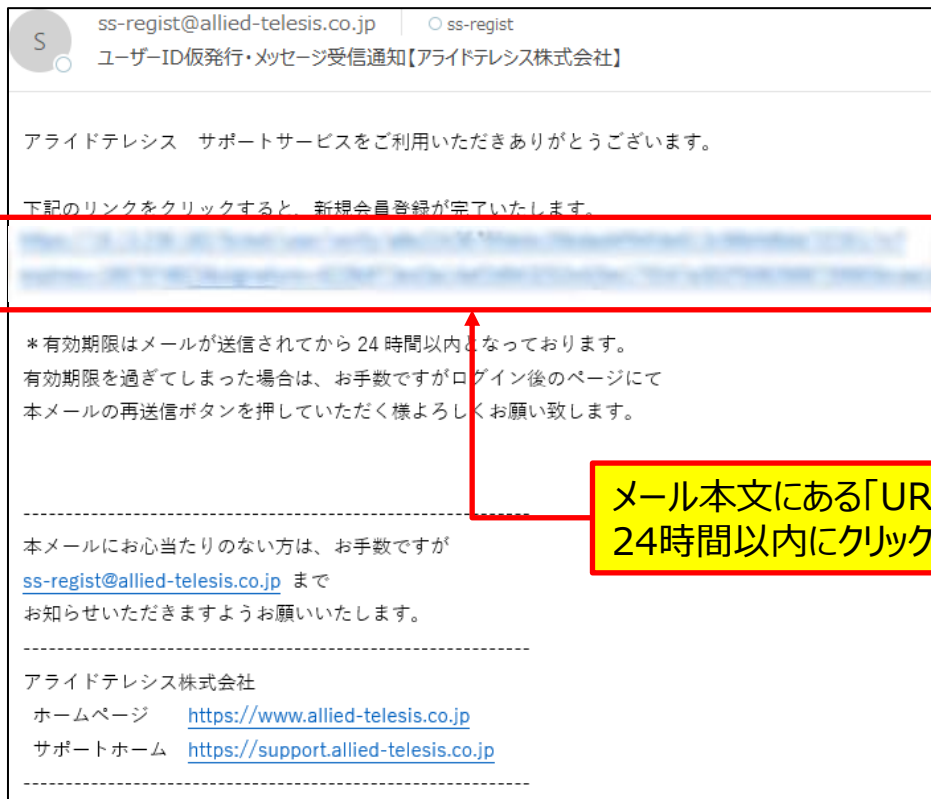 S
ss-regist@allied-telesis.co.jp ss-regist
ユーザーID仮発行・メッセージ受信通知【アライドテレシス株式会社】
アライドテレシス　サポートサービスをご利用いただきありがとうございます。
下記のリンクをクリックすると、新規会員登録が完了いたします。
＊有効期限はメールが送信されてから 24 時間以内となっております。
有効期限を過ぎてしまった場合は、お手数ですがログイン後のページにて
本メールの再送信ボタンを押していただく様よろしくお願い致します。
メール本文にある「UR
24時間以内にクリック
------------------------------------------------------------
本メールにお心当たりのない方は、お手数ですが
ss-regist@allied-telesis.co.jp まで
お知らせいただきますようお願いいたします。
------------------------------------------------------------
アライドテレシス株式会社
ホームページ　https://www.allied-telesis.co.jp
サポートホーム　https://support.allied-telesis.co.jp
------------------------------------------------------------